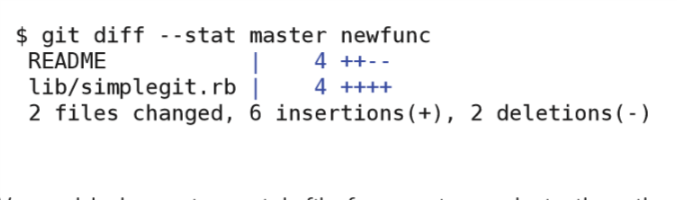 $ git diff --stat master newfunc
 README           |    4 ++--
 lib/simplegit.rb |    4 ++++
 2 files changed, 6 insertions(+), 2 deletions(-)